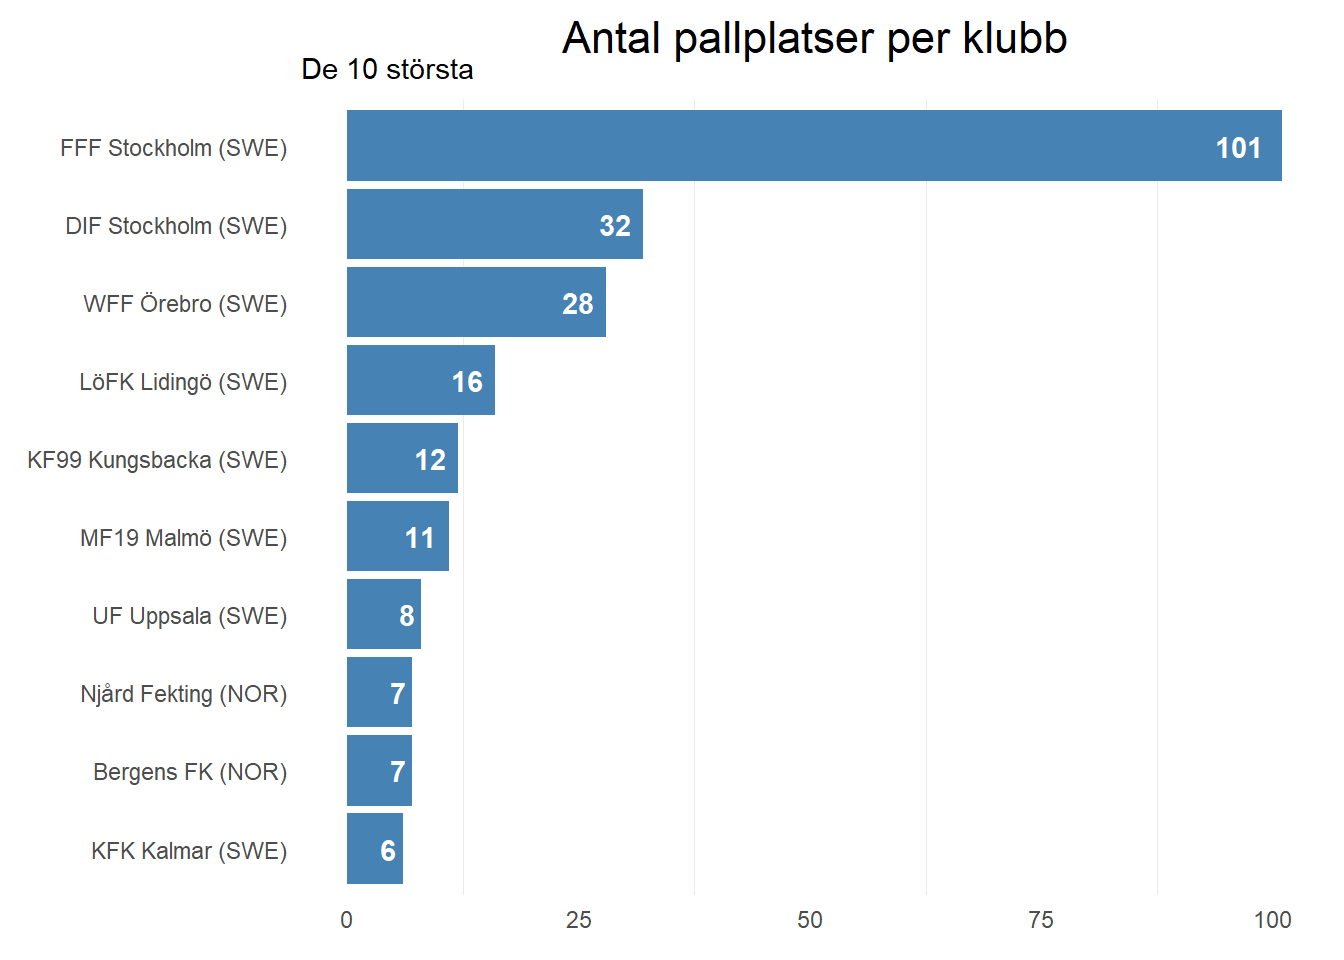 Antal pallplatser per klubb
De 10 största
FFF Stockholm (SWE) 101
DIF Stockholm (SWE) 32
WFF Örebro (SWE) 28
LöFK Lidingö (SWE) 16
KF99 Kungsbacka (SWE) 12
MF19 Malmö (SWE) 11
UF Uppsala (SWE) 8
Njård Fekting (NOR) 7
Bergens FK (NOR) 7
KFK Kalmar (SWE) 6
0 25 50 75 100